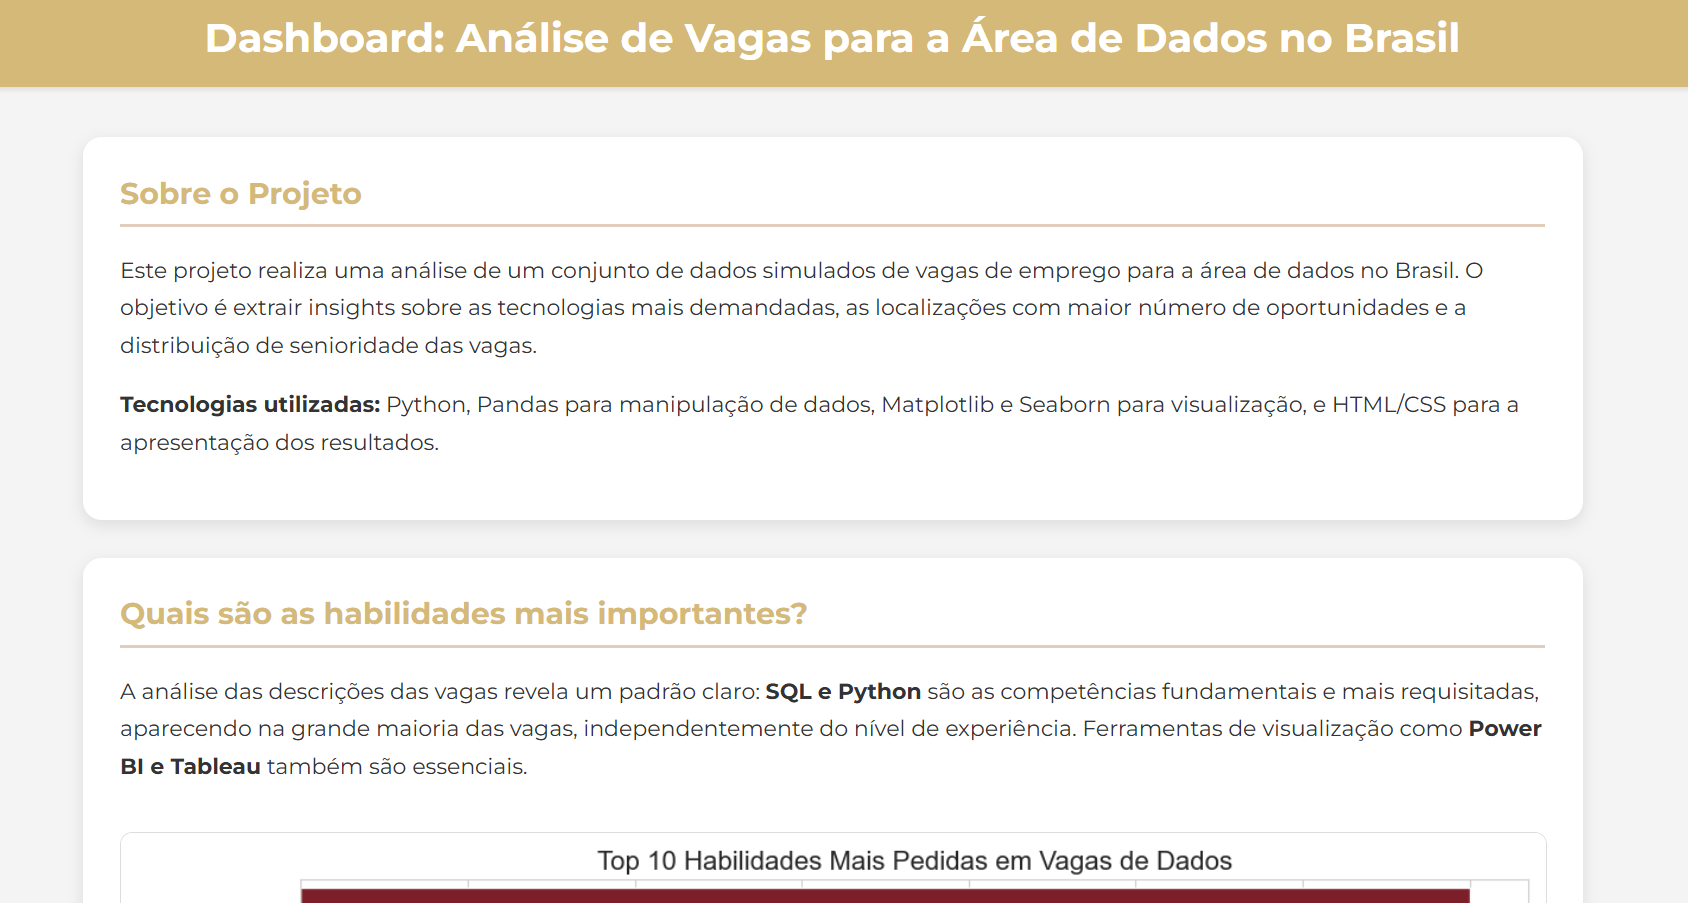 Dashboard: Análise de Vagas para a Área de Dados no Brasil
Sobre o Projeto
Este projeto realiza uma análise de um conjunto de dados simulados de vagas de emprego para a área de dados no Brasil. O
objetivo é extrair insights sobre as tecnologias mais demandadas, as localizações com maior número de oportunidades e a
distribuição de senioridade das vagas.
Tecnologias utilizadas: Python, Pandas para manipulação de dados, Matplotlib e Seaborn para visualização, e HTML/CSS para a
apresentação dos resultados.
Quais são as habilidades mais importantes?
A análise das descrições das vagas revela um padrão claro: SQL e Python são as competências fundamentais e mais requisitadas,
aparecendo na grande maioria das vagas, independentemente do nível de experiência. Ferramentas de visualização como Power
BI e Tableau também são essenciais.
Top 10 Habilidades Mais Pedidas em Vagas de Dados